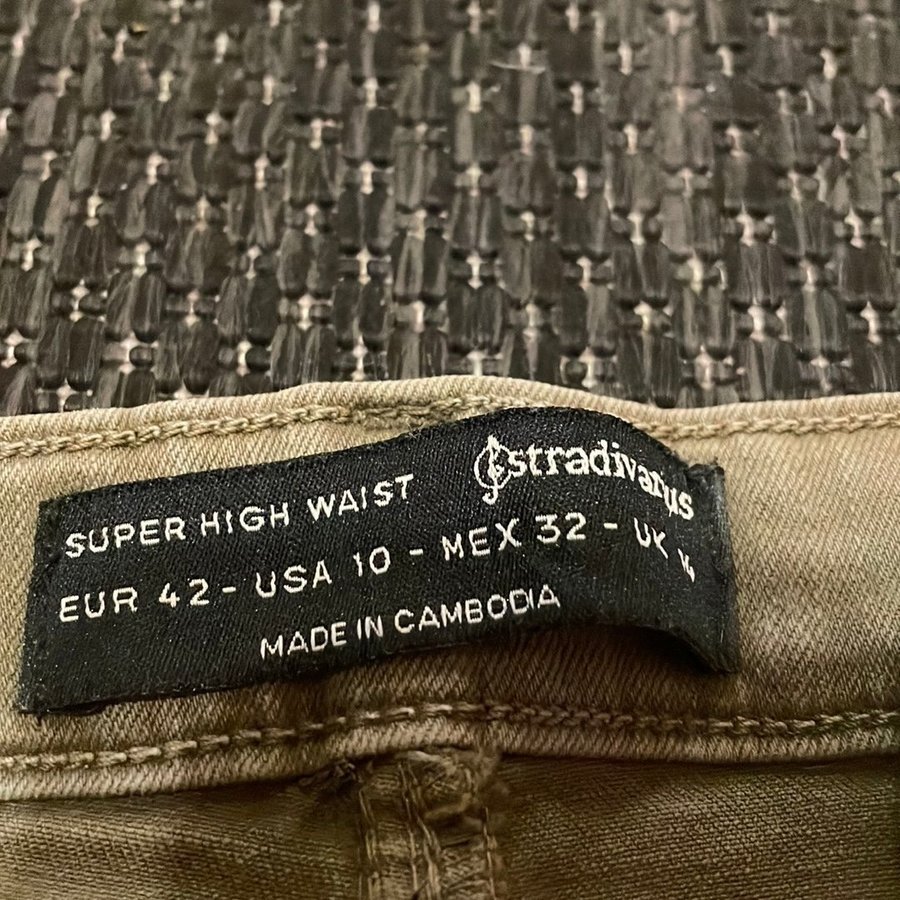 stradivarius
SUPER HIGH WAIST
EUR 42 - USA 10 - MEX 32 - UK
MADE IN CAMBODIA